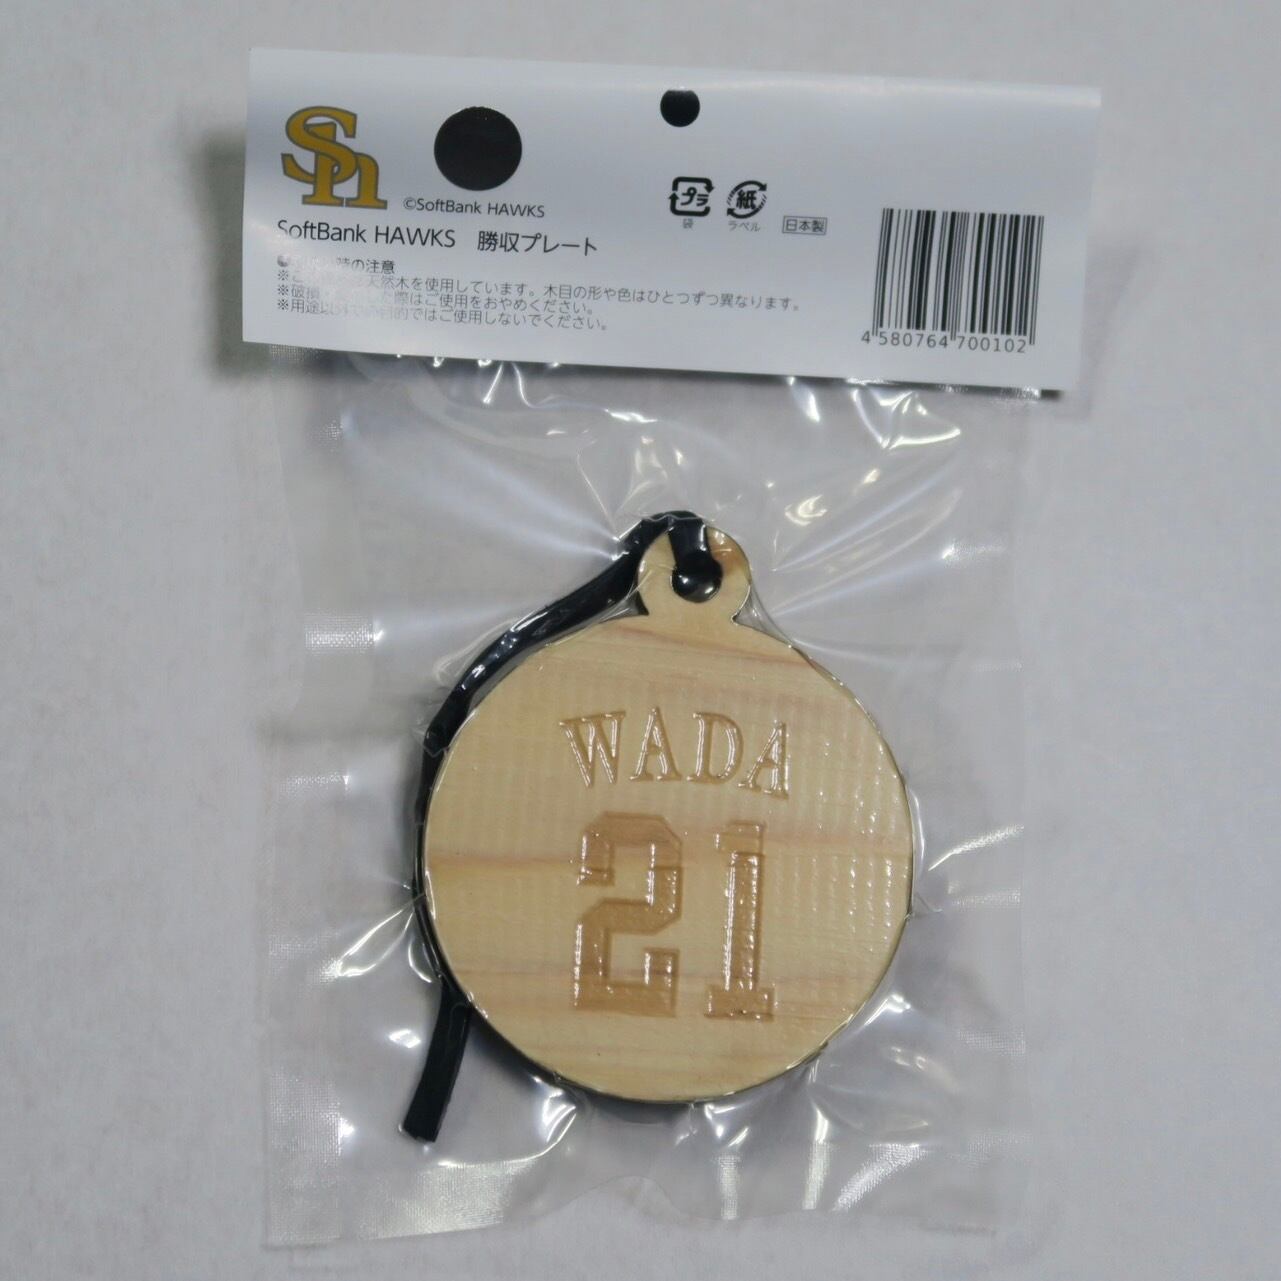 Sh
©SoftBank HAWKS
プラ
袋
紙
ラベル
日本製
SoftBank HAWKS 勝収プレート
時の注意
※こ 天然木を使用しています。木目の形や色はひとつずつ異なります。
※破損 した際はご使用をおやめください。
※用途以外 目的ではご使用しないでください。
4 580764 700102
WADA
21